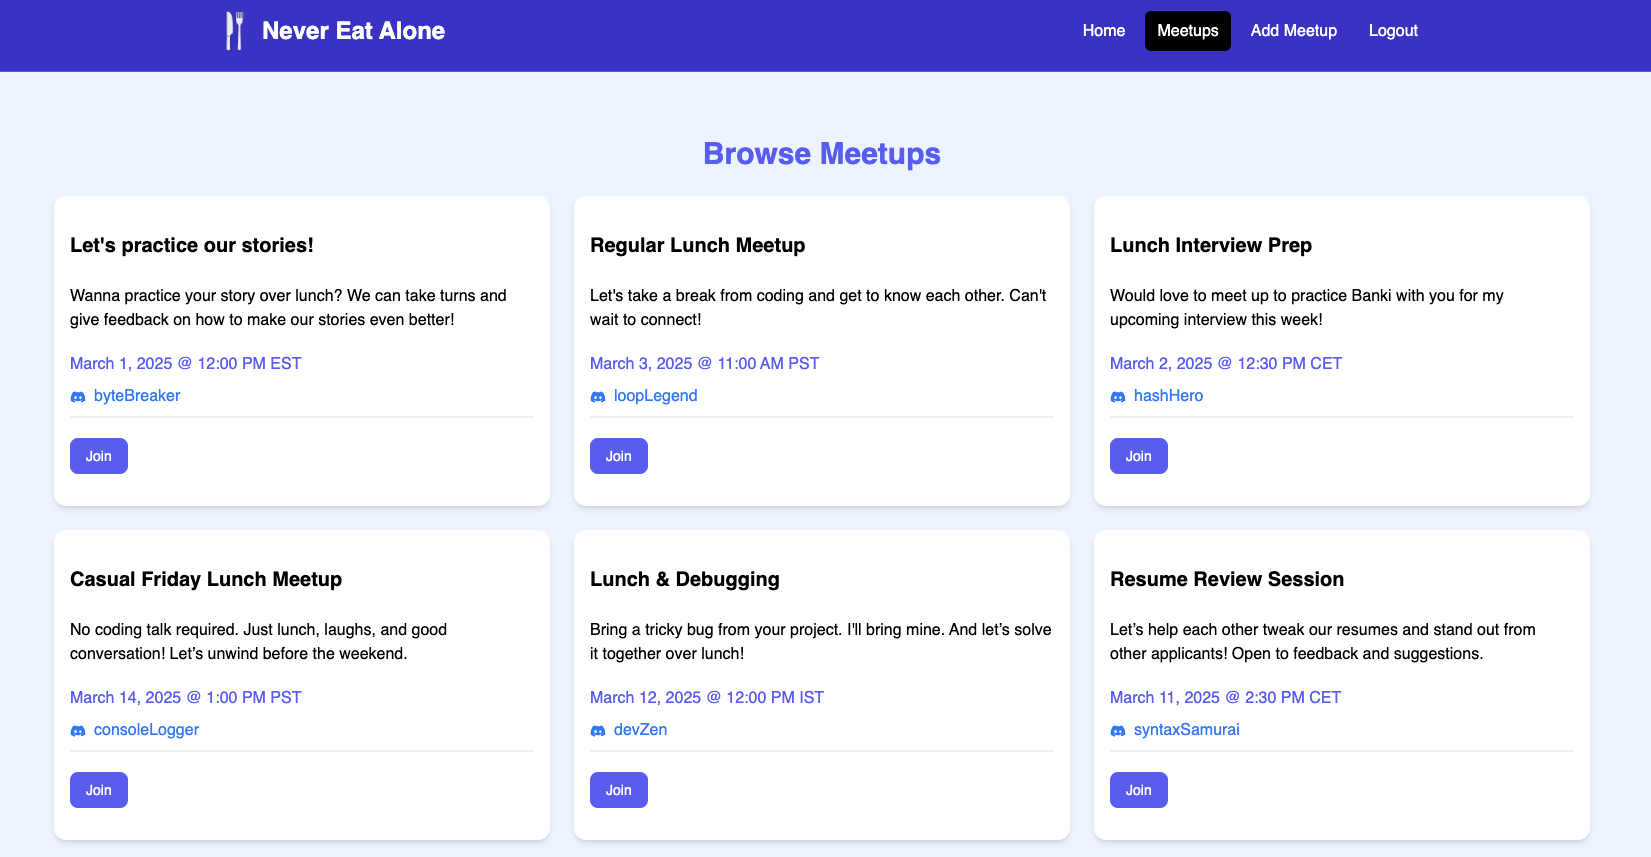 Never Eat Alone
Home
Meetups
Add Meetup
Logout
Browse Meetups
Let's practice our stories!
Wanna practice your story over lunch? We can take turns and
give feedback on how to make our stories even better!
March 1, 2025 @ 12:00 PM EST
byteBreaker
Join
Regular Lunch Meetup
Let's take a break from coding and get to know each other. Can't
wait to connect!
March 3, 2025 @ 11:00 AM PST
loopLegend
Join
Lunch Interview Prep
Would love to meet up to practice Banki with you for my
upcoming interview this week!
March 2, 2025 @ 12:30 PM CET
hashHero
Join
Casual Friday Lunch Meetup
No coding talk required. Just lunch, laughs, and good
conversation! Let’s unwind before the weekend.
March 14, 2025 @ 1:00 PM PST
consoleLogger
Join
Lunch & Debugging
Bring a tricky bug from your project. I'll bring mine. And let’s solve
it together over lunch!
March 12, 2025 @ 12:00 PM IST
devZen
Join
Resume Review Session
Let’s help each other tweak our resumes and stand out from
other applicants! Open to feedback and suggestions.
March 11, 2025 @ 2:30 PM CET
syntaxSamurai
Join